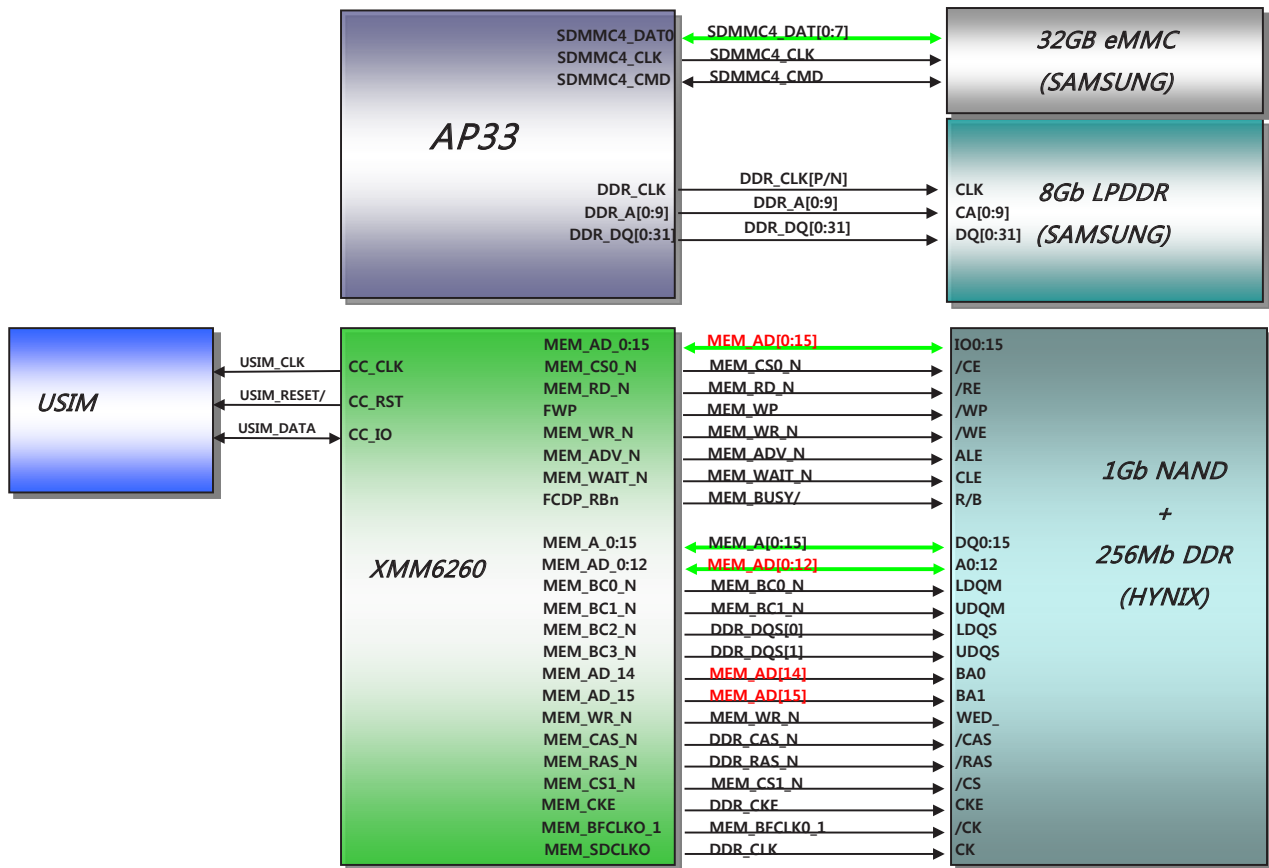 SDMMC4_DAT0 SDMMC4_DAT[0:7]
SDMMC4_CLK SDMMC4_CLK
SDMMC4_CMD SDMMC4_CMD
32GB eMMC
(SAMSUNG)
AP33
DDR_CLK DDR_CLK[P/N] CLK
DDR_A[0:9] DDR_A[0:9] CA[0:9]
DDR_DQ[0:31] DDR_DQ[0:31] DQ[0:31]
8Gb LPDDR
(SAMSUNG)
USIM
USIM_CLK CC_CLK
USIM_RESET/ CC_RST
USIM_DATA CC_IO
XMM6260
MEM_AD_0:15 MEM_AD[0:15] IO0:15
MEM_CS0_N MEM_CS0_N /CE
MEM_RD_N MEM_RD_N /RE
FWP MEM_WP /WP
MEM_WR_N MEM_WR_N /WE
MEM_ADV_N MEM_ADV_N ALE
MEM_WAIT_N MEM_WAIT_N CLE
FCDP_RBn MEM_BUSY/ R/B
MEM_A_0:15 MEM_A[0:15] DQ0:15
MEM_AD_0:12 MEM_AD[0:12] A0:12
MEM_BC0_N MEM_BC0_N LDQM
MEM_BC1_N MEM_BC1_N UDQM
MEM_BC2_N DDR_DQS[0] LDQS
MEM_BC3_N DDR_DQS[1] UDQS
MEM_AD_14 MEM_AD[14] BA0
MEM_AD_15 MEM_AD[15] BA1
MEM_WR_N MEM_WR_N WED_
MEM_CAS_N DDR_CAS_N /CAS
MEM_RAS_N DDR_RAS_N /RAS
MEM_CS1_N MEM_CS1_N /CS
MEM_CKE DDR_CKE CKE
MEM_BFCLKO_1 MEM_BFCLK0_1 /CK
MEM_SDCLKO DDR_CLK CK
1Gb NAND
+
256Mb DDR
(HYNIX)